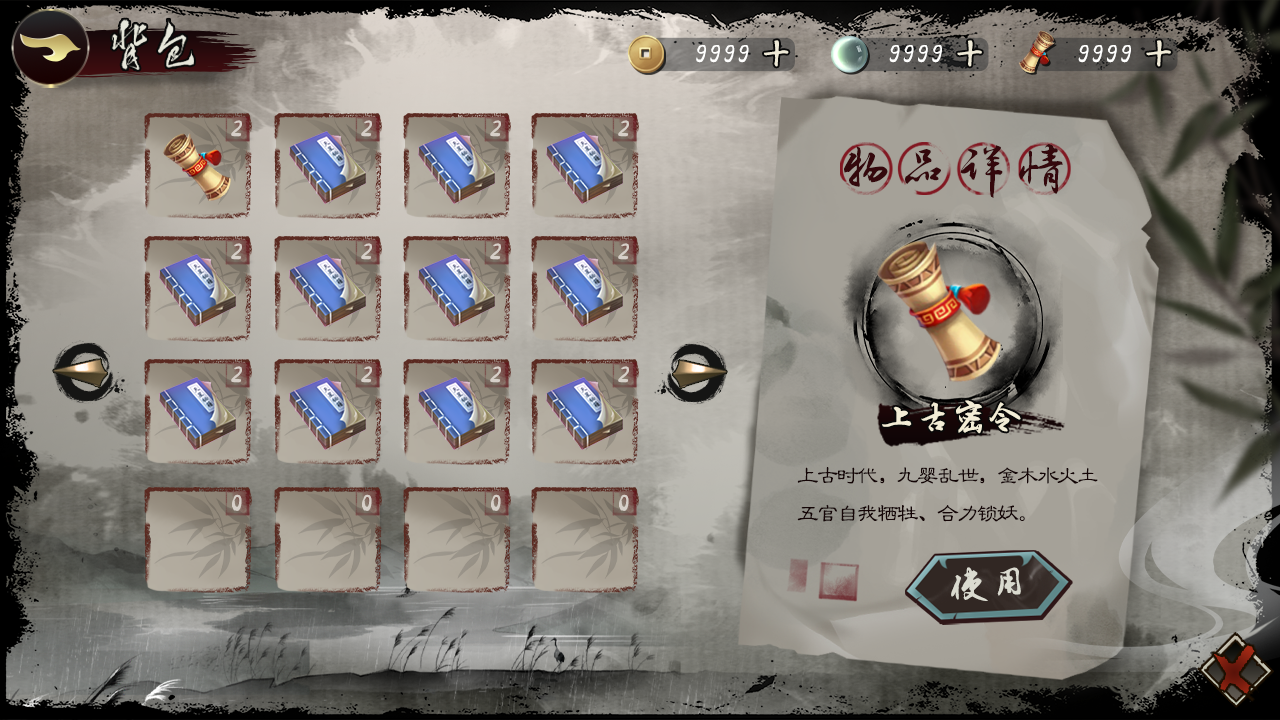 背包
9999 + 9999 + 9999 +
2 2 2 2
2 2 2 2
2 2 2 2
0 0 0 0
物品详情
上古密令
上古时代，九婴乱世，金木水火土
五官自我牺牲、合力锁妖。
使用